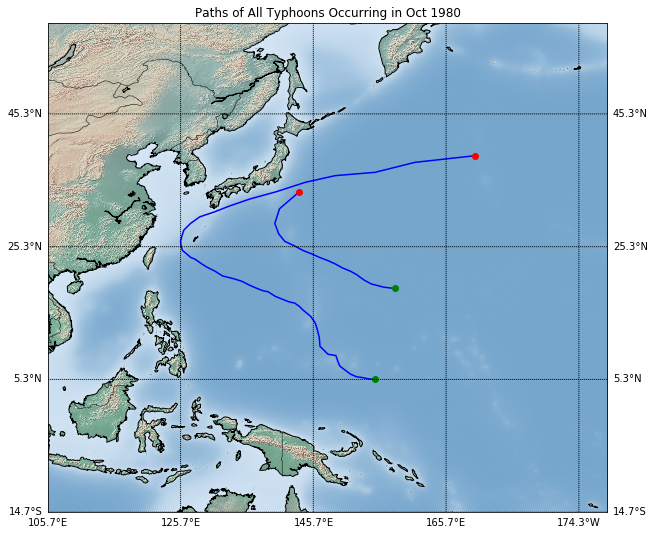 Paths of All Typhoons Occurring in Oct 1980
45.3°N 45.3°N
25.3°N 25.3°N
5.3°N 5.3°N
14.7°S 14.7°S
105.7°E 125.7°E 145.7°E 165.7°E 174.3°W